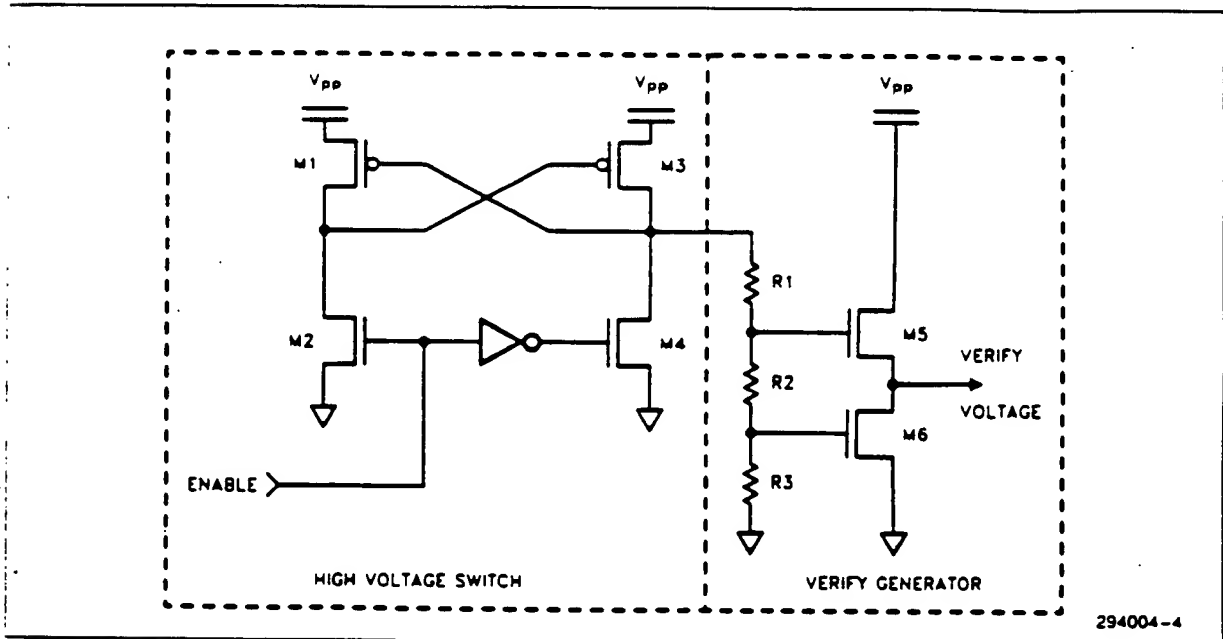 Vpp
Vpp
Vpp
M1
M3
R1
M2
M4
M5
R2
VERIFY
VOLTAGE
M6
ENABLE
R3
HIGH VOLTAGE SWITCH
VERIFY GENERATOR
294004-4